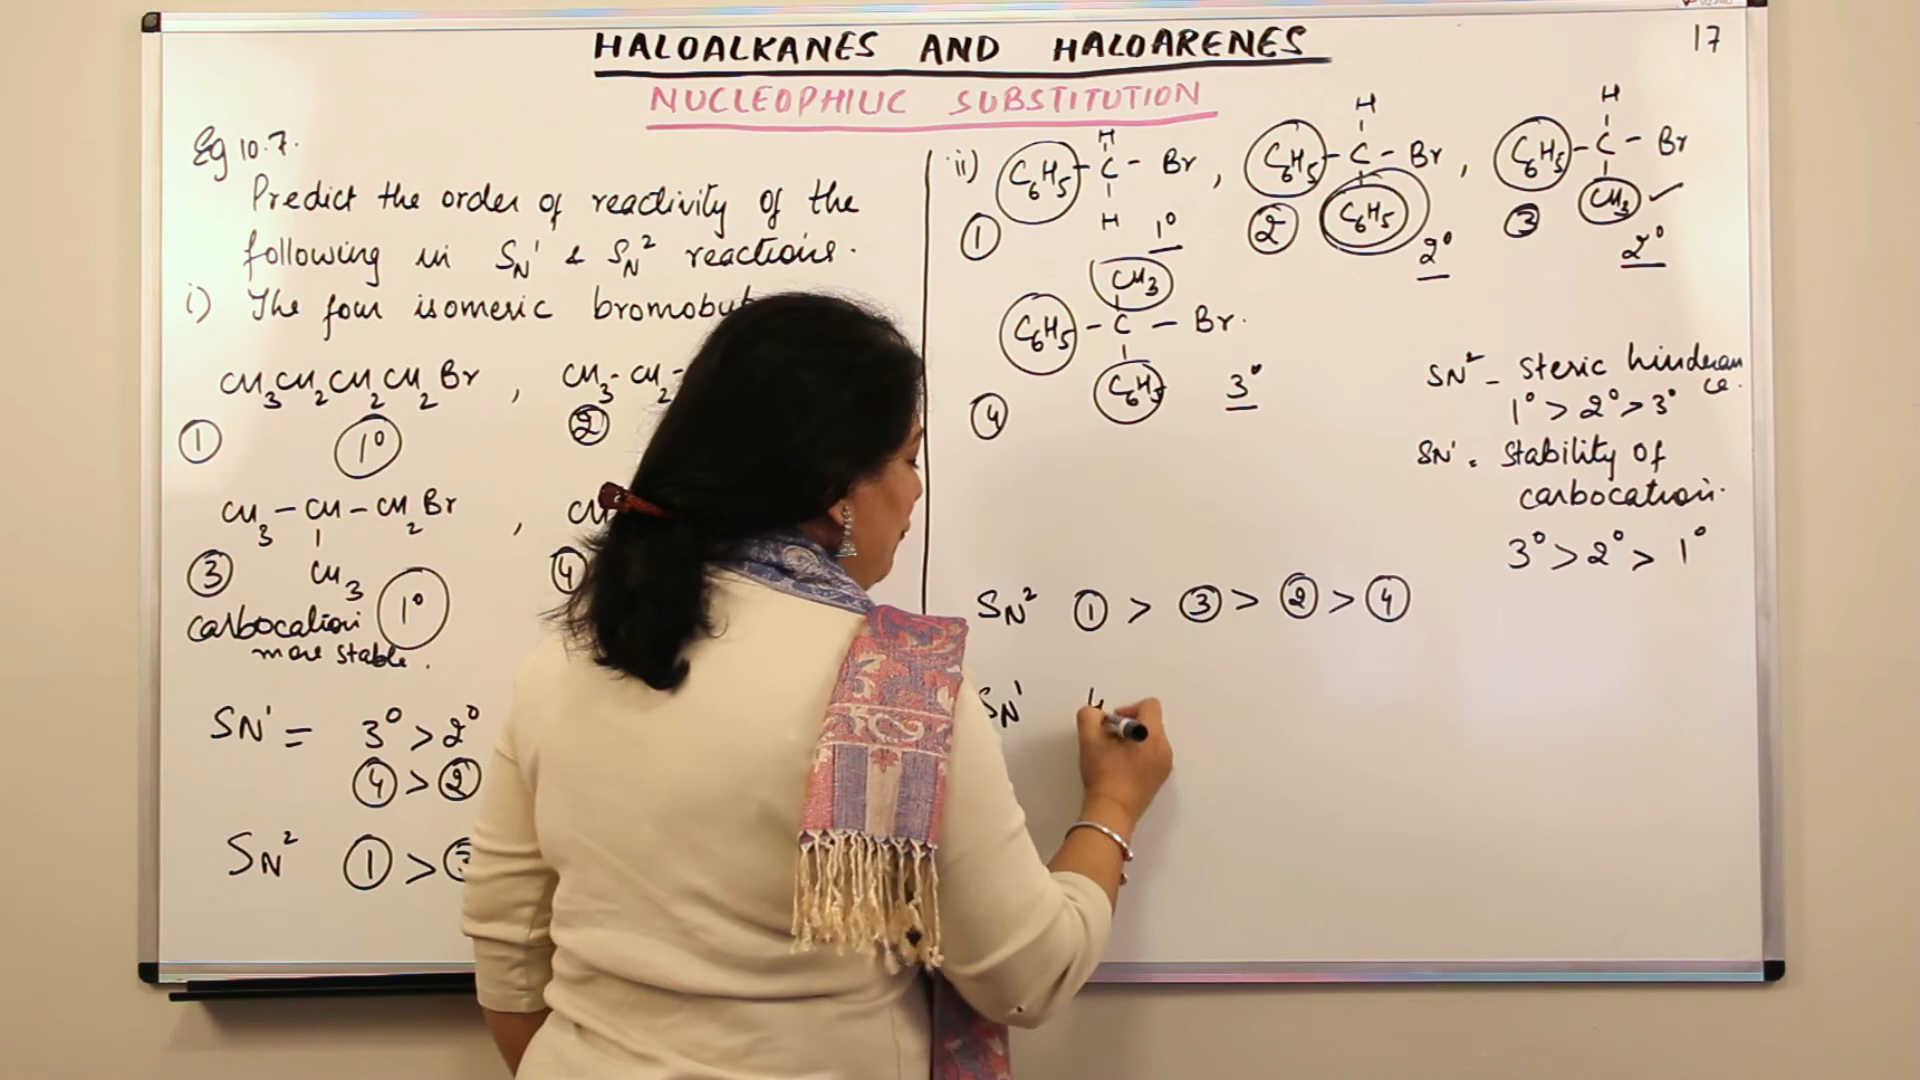 HALOALKANES AND HALOARENES
17
NUCLEOPHILIC SUBSTITUTION
Eg 10.7.
Predict the order of reactivity of the
following in SN¹ & SN² reactions.
i) The four isomeric
CH₃CH₂CH₂CH₂Br , CH₃-CH₂-
① 1° ②
CH₃-CH-CH₂Br ,
CH₃
③ 1° ④
carbocation
more stable.
SN¹ = 3° > 2°
④ > ②
SN² ① >
ii) C₆H₅-C-Br , C₆H₅-C-Br , C₆H₅-C-Br
H H H
H C₆H₅ CH₃ ✓
① 1° ② 2° ③ 2°
CH₃
C₆H₅-C-Br.
C₆H₅
④ 3°
SN² - Steric hinderance.
1° > 2° > 3°
SN¹ = Stability of
carbocation.
3° > 2° > 1°
SN² ① > ③ > ② > ④
SN¹ 4